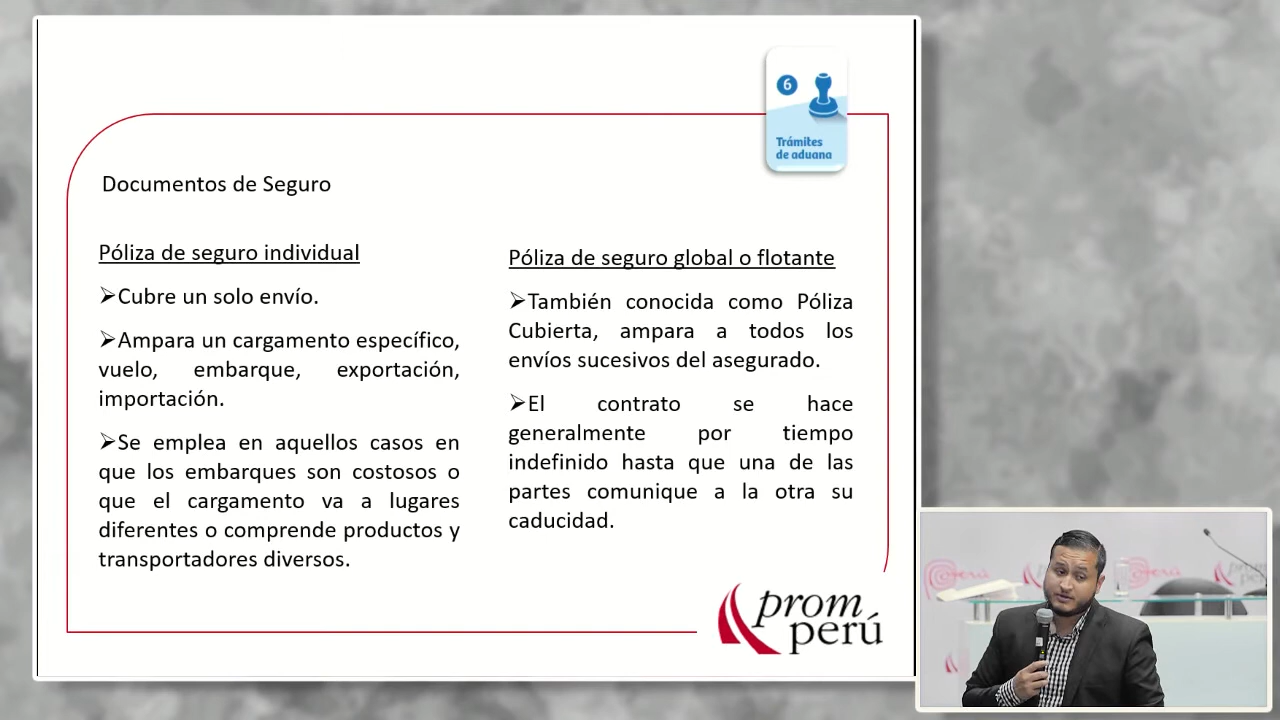 6
Trámites
de aduana
Documentos de Seguro
Póliza de seguro individual
➢Cubre un solo envío.
➢Ampara un cargamento específico,
vuelo, embarque, exportación,
importación.
➢Se emplea en aquellos casos en
que los embarques son costosos o
que el cargamento va a lugares
diferentes o comprende productos y
transportadores diversos.
Póliza de seguro global o flotante
➢También conocida como Póliza
Cubierta, ampara a todos los
envíos sucesivos del asegurado.
➢El contrato se hace
generalmente por tiempo
indefinido hasta que una de las
partes comunique a la otra su
caducidad.
prom
perú